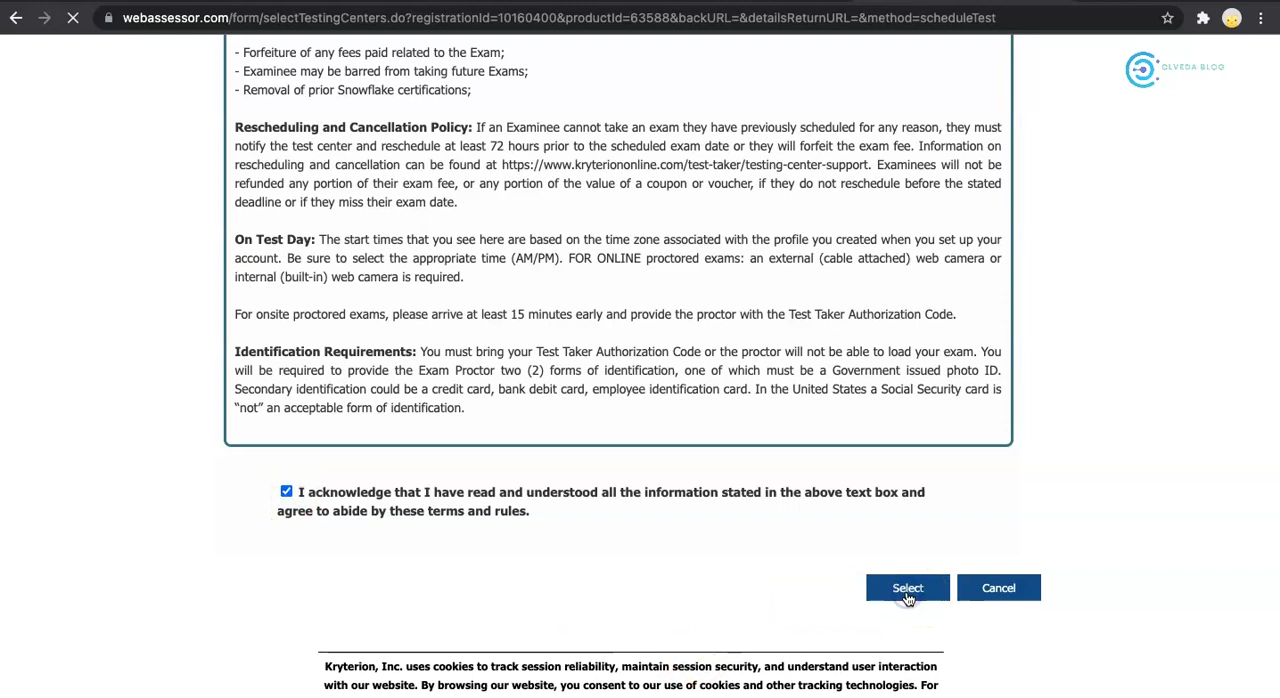 webassessor.com/form/selectTestingCenters.do?registrationId=10160400&productId=63588&backURL=&detailsReturnURL=&method=scheduleTest
OLVEDA BLOQ
- Forfeiture of any fees paid related to the Exam;
- Examinee may be barred from taking future Exams;
- Removal of prior Snowflake certifications;
Rescheduling and Cancellation Policy: If an Examinee cannot take an exam they have previously scheduled for any reason, they must
notify the test center and reschedule at least 72 hours prior to the scheduled exam date or they will forfeit the exam fee. Information on
rescheduling and cancellation can be found at https://www.kryteriononline.com/test-taker/testing-center-support. Examinees will not be
refunded any portion of their exam fee, or any portion of the value of a coupon or voucher, if they do not reschedule before the stated
deadline or if they miss their exam date.
On Test Day: The start times that you see here are based on the time zone associated with the profile you created when you set up your
account. Be sure to select the appropriate time (AM/PM). FOR ONLINE proctored exams: an external (cable attached) web camera or
internal (built-in) web camera is required.
For onsite proctored exams, please arrive at least 15 minutes early and provide the proctor with the Test Taker Authorization Code.
Identification Requirements: You must bring your Test Taker Authorization Code or the proctor will not be able to load your exam. You
will be required to provide the Exam Proctor two (2) forms of identification, one of which must be a Government issued photo ID.
Secondary identification could be a credit card, bank debit card, employee identification card. In the United States a Social Security card is
“not” an acceptable form of identification.
I acknowledge that I have read and understood all the information stated in the above text box and
agree to abide by these terms and rules.
Select Cancel
Kryterion, Inc. uses cookies to track session reliability, maintain session security, and understand user interaction
with our website. By browsing our website, you consent to our use of cookies and other tracking technologies. For